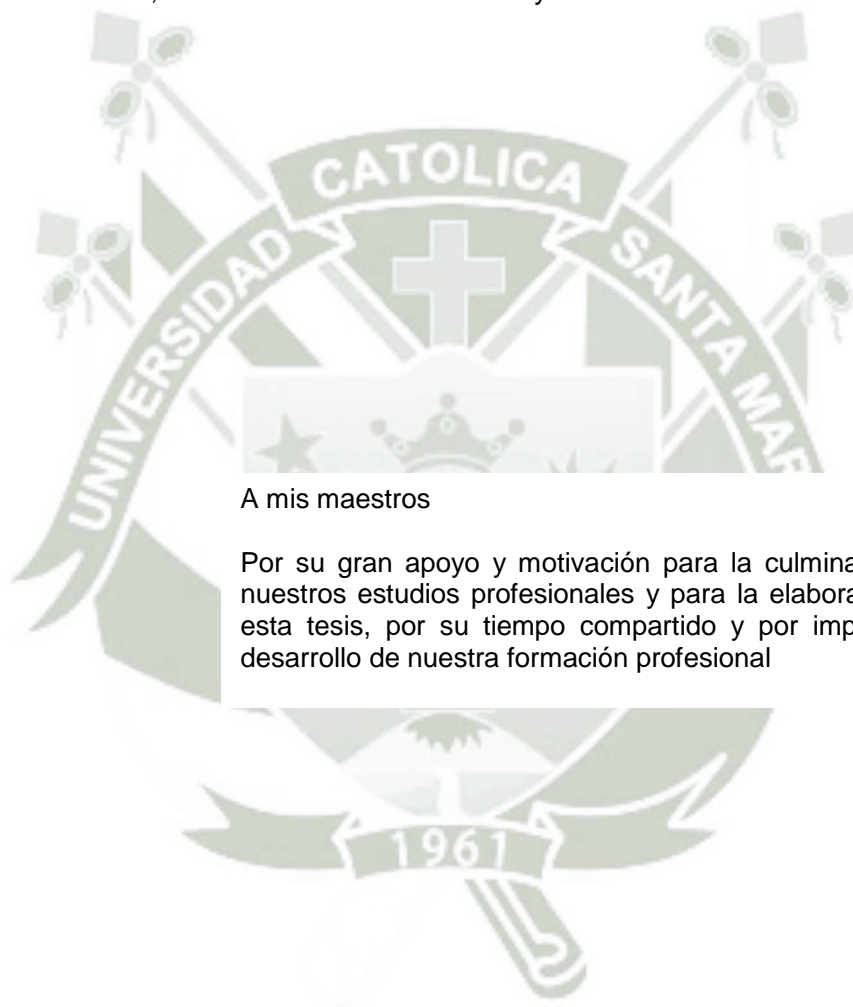 CATOLICA
UNIVERSIDAD
SANTA
A mis maestros
Por su gran apoyo y motivación para la
nuestros estudios profesionales y para la
esta tesis, por su tiempo compartido y por
desarrollo de nuestra formación profesional
1961